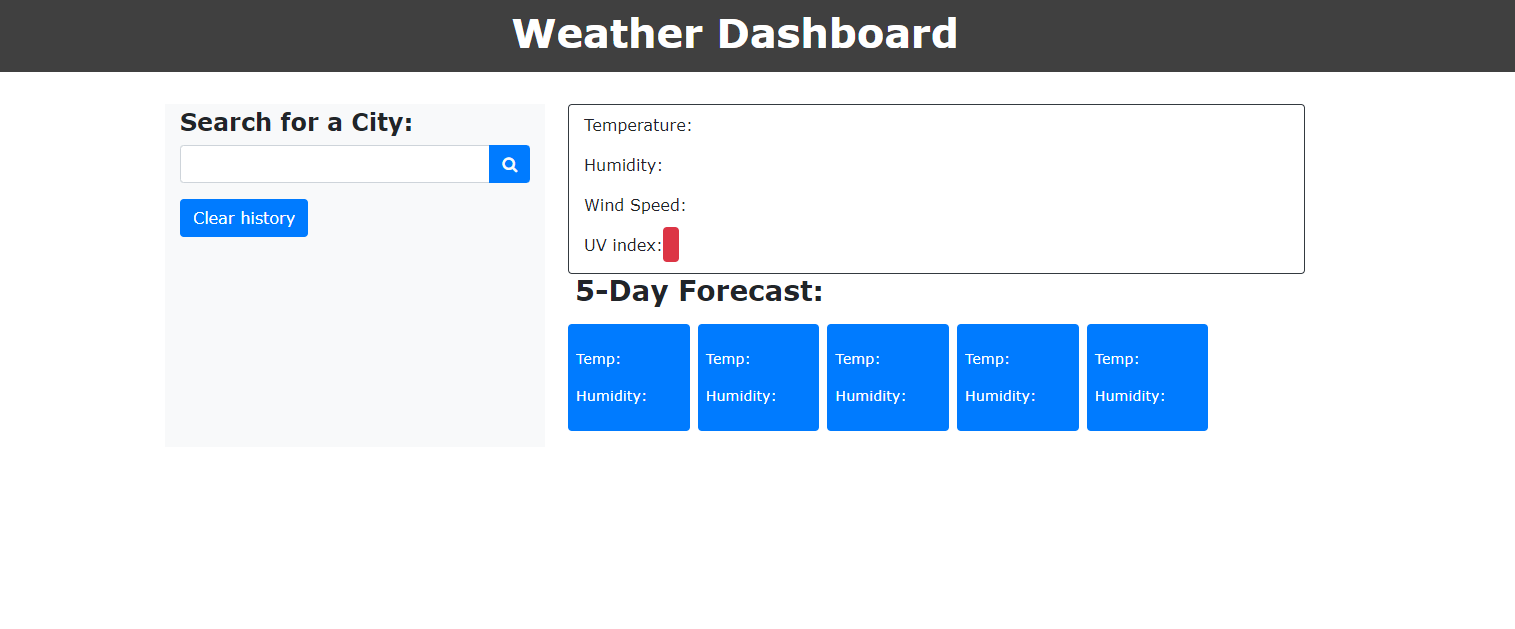 Weather Dashboard
Search for a City:
Clear history
Temperature:
Humidity:
Wind Speed:
UV index:
5-Day Forecast:
Temp:
Humidity:
Temp:
Humidity:
Temp:
Humidity:
Temp:
Humidity:
Temp:
Humidity: